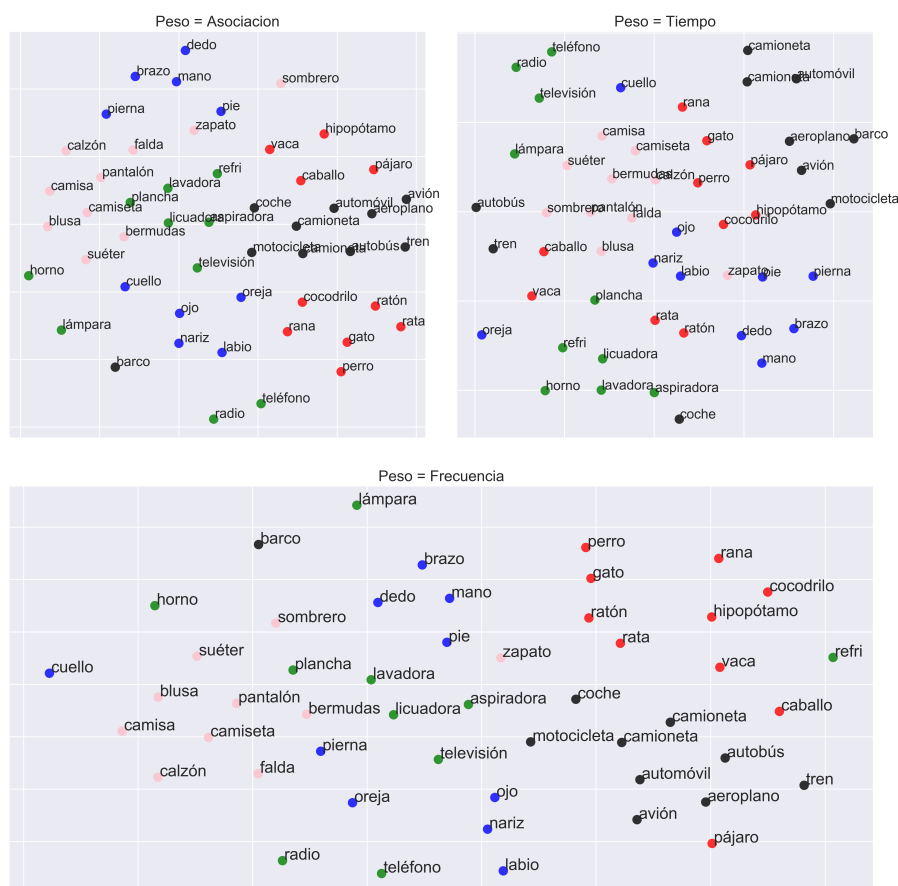 Peso = Asociacion
dedo
brazo
mano
sombrero
pierna
pie
zapato
hipopótamo
calzón
falda
vaca
pantalón
refri
pájaro
camisa
lavadora
caballo
plancha
avión
camiseta
coche
automóvil
aeroplano
blusa
licuadora
aspiradora
camioneta
bermudas
motocicleta
camioneta
autobús
tren
suéter
televisión
horno
cuello
oreja
cocodrilo
ratón
ojo
lámpara
rana
rata
nariz
labio
gato
barco
perro
teléfono
radio
Peso = Tiempo
camioneta
teléfono
radio
camioneta
automóvil
cuello
televisión
rana
camisa
gato
aeroplano
barco
lámpara
camiseta
suéter
pájaro
avión
bermudas
calzón
perro
autobús
motocicleta
sombrero
pantalón
falda
hipopótamo
cocodrilo
ojo
tren
caballo
blusa
nariz
labio
zapato
pie
pierna
vaca
plancha
rata
ratón
oreja
dedo
brazo
refri
licuadora
mano
horno
lavadora
aspiradora
coche
Peso = Frecuencia
lámpara
barco
perro
rana
brazo
gato
cocodrilo
horno
dedo
mano
sombrero
ratón
hipopótamo
pie
rata
suéter
zapato
refri
cuello
plancha
vaca
lavadora
blusa
pantalón
aspiradora
coche
bermudas
licuadora
caballo
camisa
camiseta
camioneta
motocicleta
camioneta
pierna
televisión
autobús
calzón
falda
automóvil
tren
oreja
ojo
aeroplano
avión
nariz
pájaro
radio
teléfono
labio